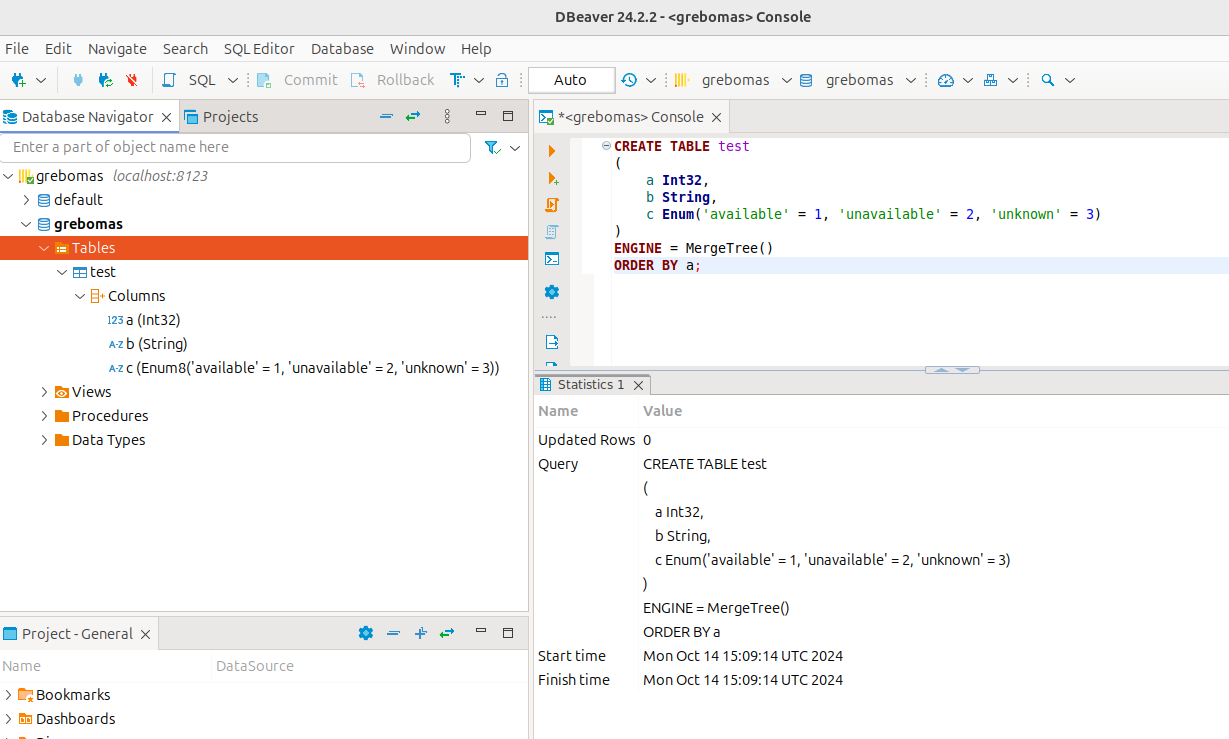 DBeaver 24.2.2 - <grebomas> Console
File Edit Navigate Search SQL Editor Database Window Help
SQL Commit Rollback Auto grebomas grebomas
Database Navigator Projects
Enter a part of object name here
grebomas localhost:8123
default
grebomas
Tables
test
Columns
123 a (Int32)
A-Z b (String)
A-Z c (Enum8('available' = 1, 'unavailable' = 2, 'unknown' = 3))
Views
Procedures
Data Types
Project - General
Name DataSource
Bookmarks
Dashboards
*<grebomas> Console
CREATE TABLE test
(
a Int32,
b String,
c Enum('available' = 1, 'unavailable' = 2, 'unknown' = 3)
)
ENGINE = MergeTree()
ORDER BY a;
Statistics 1
Name Value
Updated Rows 0
Query CREATE TABLE test
(
a Int32,
b String,
c Enum('available' = 1, 'unavailable' = 2, 'unknown' = 3)
)
ENGINE = MergeTree()
ORDER BY a
Start time Mon Oct 14 15:09:14 UTC 2024
Finish time Mon Oct 14 15:09:14 UTC 2024